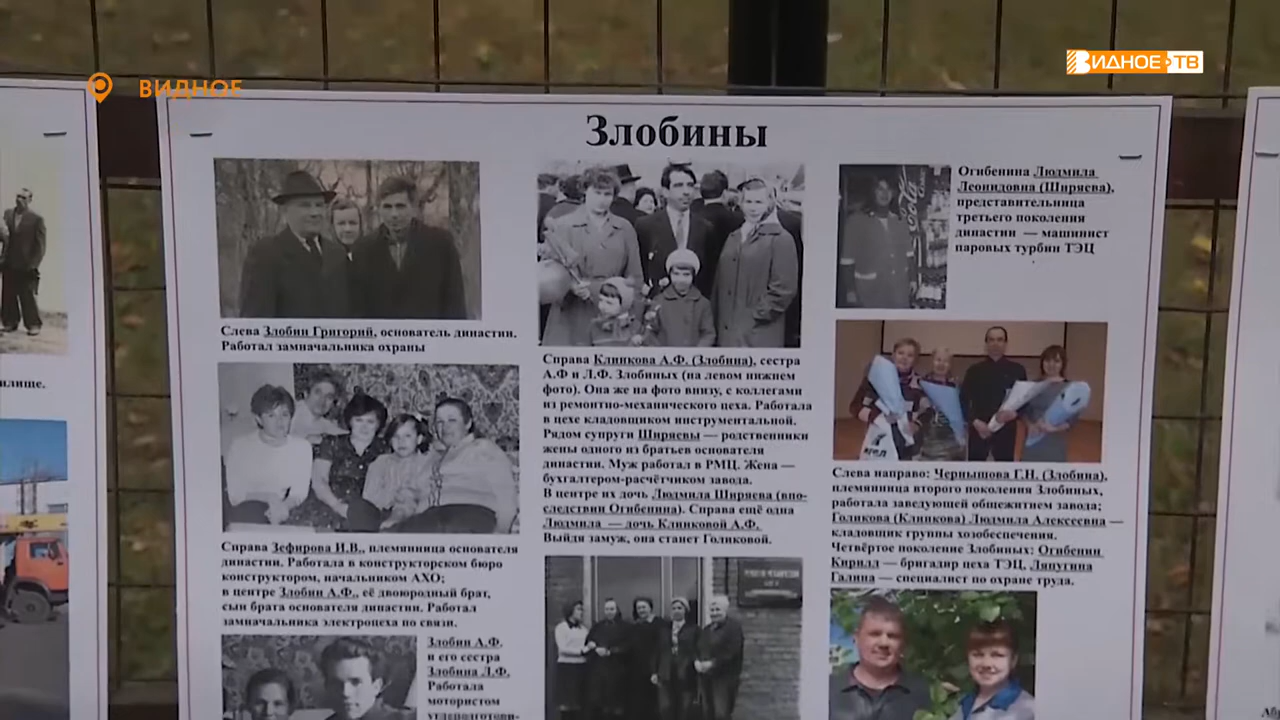 ВИДНОЕ ТВ
ВИДНОЕ
Злобины
Слева Злобин Григорий, основатель династии.
Работал замначальника охраны
Справа Зефирова И.В., племянница основателя
династии. Работала в конструкторском бюро
конструктором, начальником АХО;
в центре Злобин А.Ф., её двоюродный брат,
сын брата основателя династии. Работал
замначальника электроцеха по связи.
Злобин А.Ф.
и его сестра
Злобина Л.Ф.
Работала
мотористом
углеподготови-
Справа Клинкова А.Ф. (Злобина), сестра
А.Ф и Л.Ф. Злобиных (на левом нижнем
фото). Она же на фото внизу, с коллегами
из ремонтно-механического цеха. Работала
в цехе кладовщиком инструментальной.
Рядом супруги Ширяевы — родственники
жены одного из братьев основателя
династии. Муж работал в РМЦ. Жена —
бухгалтером-расчётчиком завода.
В центре их дочь Людмила Ширяева (впо-
следствии Огибенина). Справа ещё одна
Людмила — дочь Клинковой А.Ф.
Выйдя замуж, она станет Голиковой.
Огибенина Людмила
Леонидовна (Ширяева),
представительница
третьего поколения
династии — машинист
паровых турбин ТЭЦ
Слева направо: Чернышова Г.Н. (Злобина),
племянница второго поколения Злобиных,
работала заведующей общежитием завода;
Голикова (Клинкова) Людмила Алексеевна —
кладовщик группы хозобеспечения.
Четвёртое поколение Злобиных: Огибенин
Кирилл — бригадир цеха ТЭЦ, Ляпугина
Галина — специалист по охране труда.
илище.